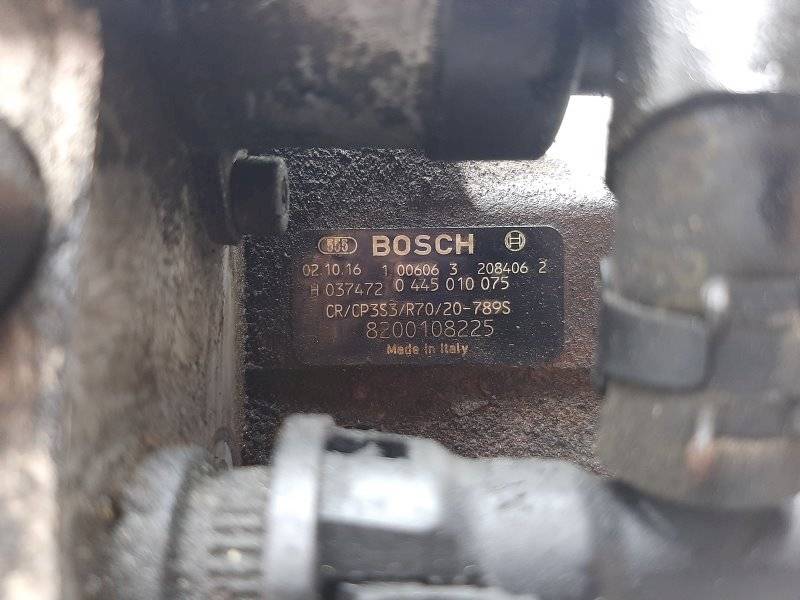 BOSCH
02.10.16 1 00606 3 208406 2
H 037472 0 445 010 075
CR/CP3S3/R70/20-789S
8200108225
Made in Italy